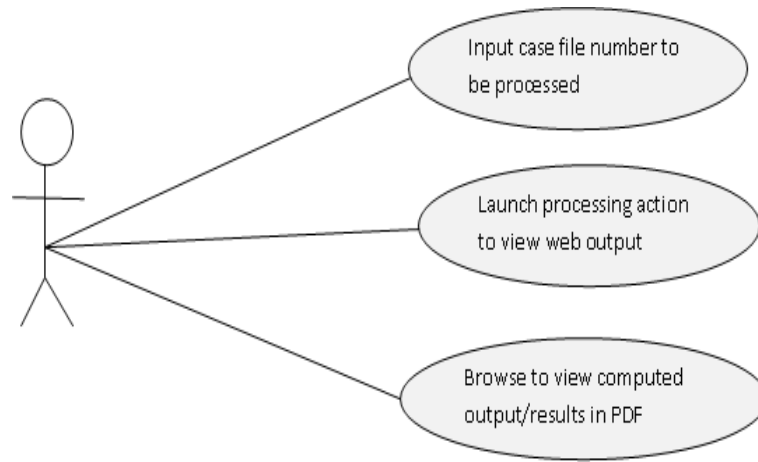 Input case file number to
be processed
Launch processing action
to view web output
Browse to view computed
output/results in PDF